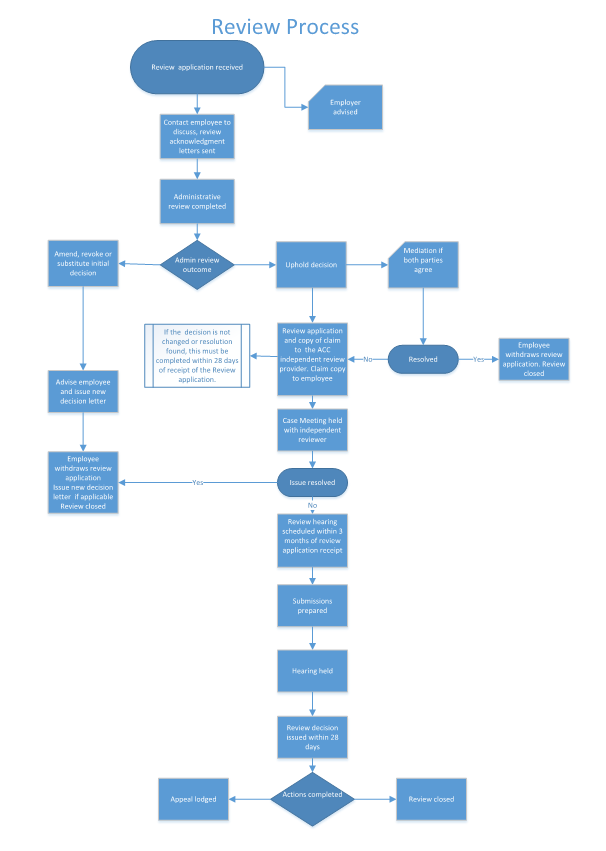 Review Process
Review  application received
Employer
advised
Contact employee to
discuss, review
acknowledgment
letters sent
Administrative
review completed
Amend, revoke or
substitute initial
decision
Admin review
outcome
Uphold decision
Mediation if
both parties
agree
If the  decision is not
changed or resolution
found, this must be
completed within 28 days
of receipt of the Review
application.
Review application
and copy of claim
to  the ACC
independent review
provider. Claim copy
to employee
No
Resolved
Yes
Employee
withdraws review
application. Review
closed
Advise employee
and issue new
decision letter
Case Meeting held
with independent
reviewer
Employee
withdraws review
application
Issue new decision
letter  if applicable
Review closed
Yes
Issue resolved
No
Review hearing
scheduled within 3
months of review
application receipt
Submissions
prepared
Hearing held
Review decision
issued within 28
days
Appeal lodged
Actions completed
Review closed